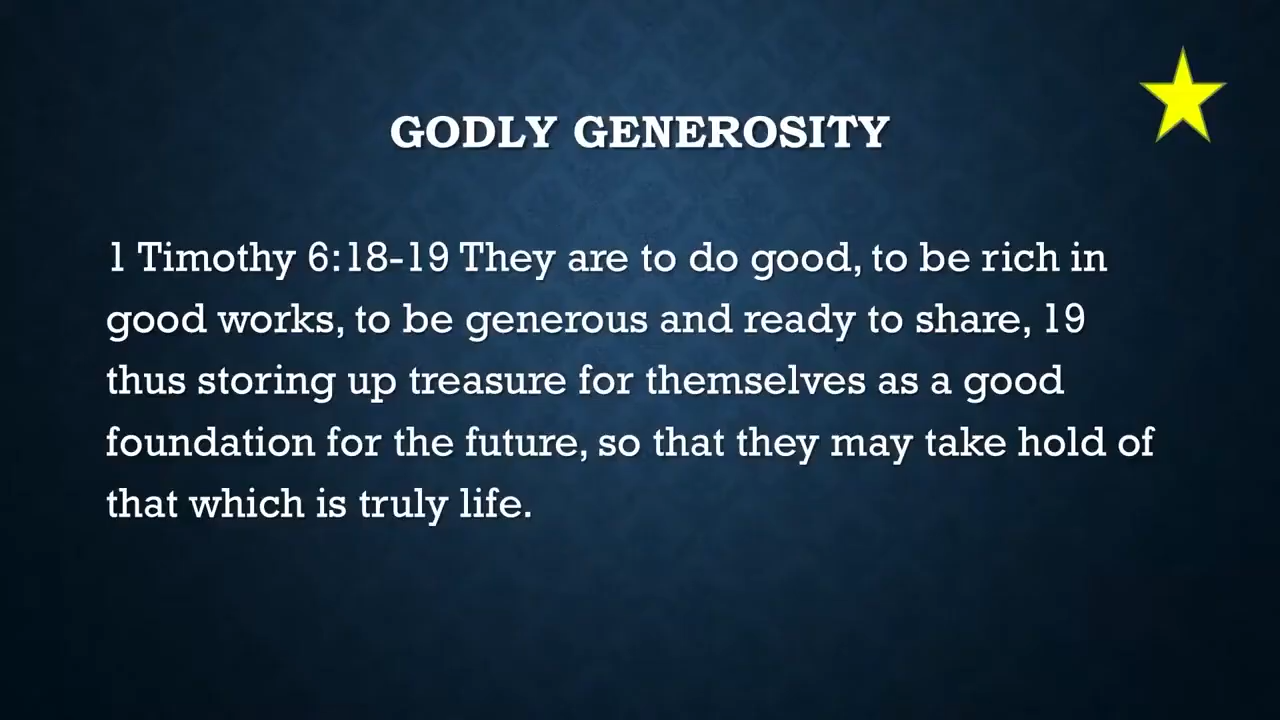 GODLY GENEROSITY
1 Timothy 6:18-19 They are to do good, to be rich in
good works, to be generous and ready to share, 19
thus storing up treasure for themselves as a good
foundation for the future, so that they may take hold of
that which is truly life.